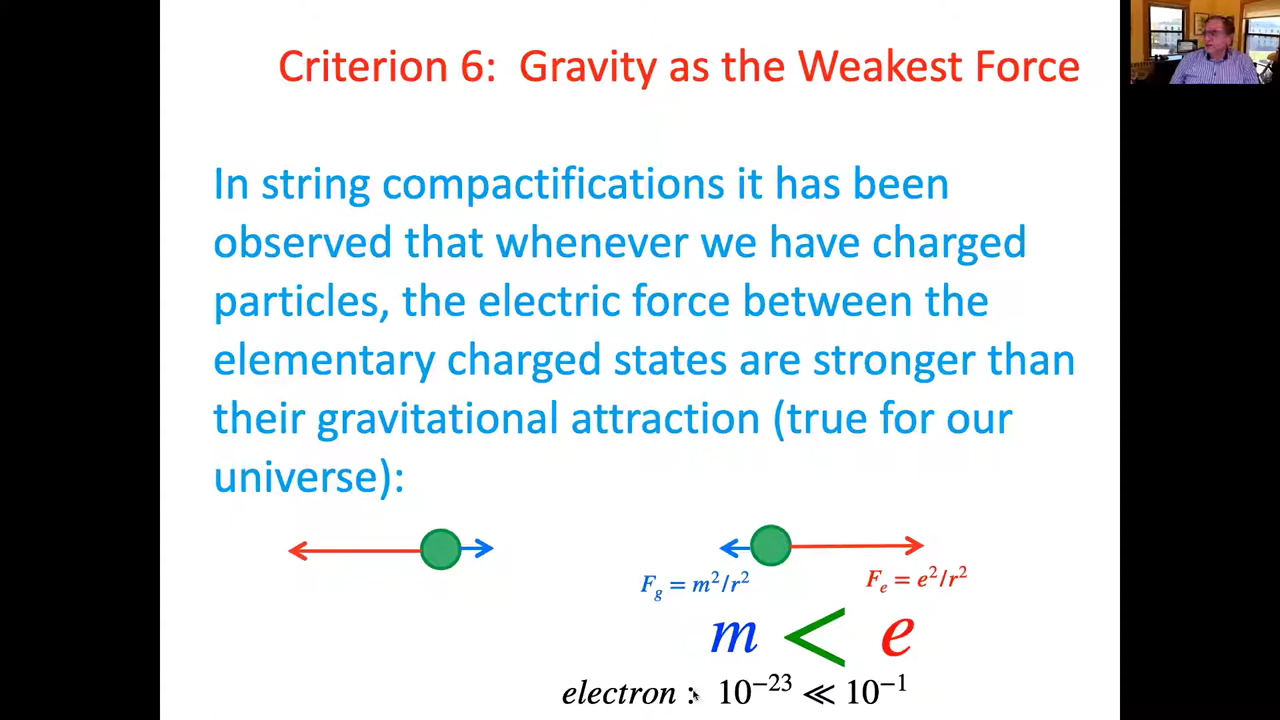 Criterion 6: Gravity as the Weakest Force
In string compactifications it has been
observed that whenever we have charged
particles, the electric force between the
elementary charged states are stronger than
their gravitational attraction (true for our
universe):
F_g = m²/r²
F_e = e²/r²
m < e
electron : 10⁻²³ ≪ 10⁻¹